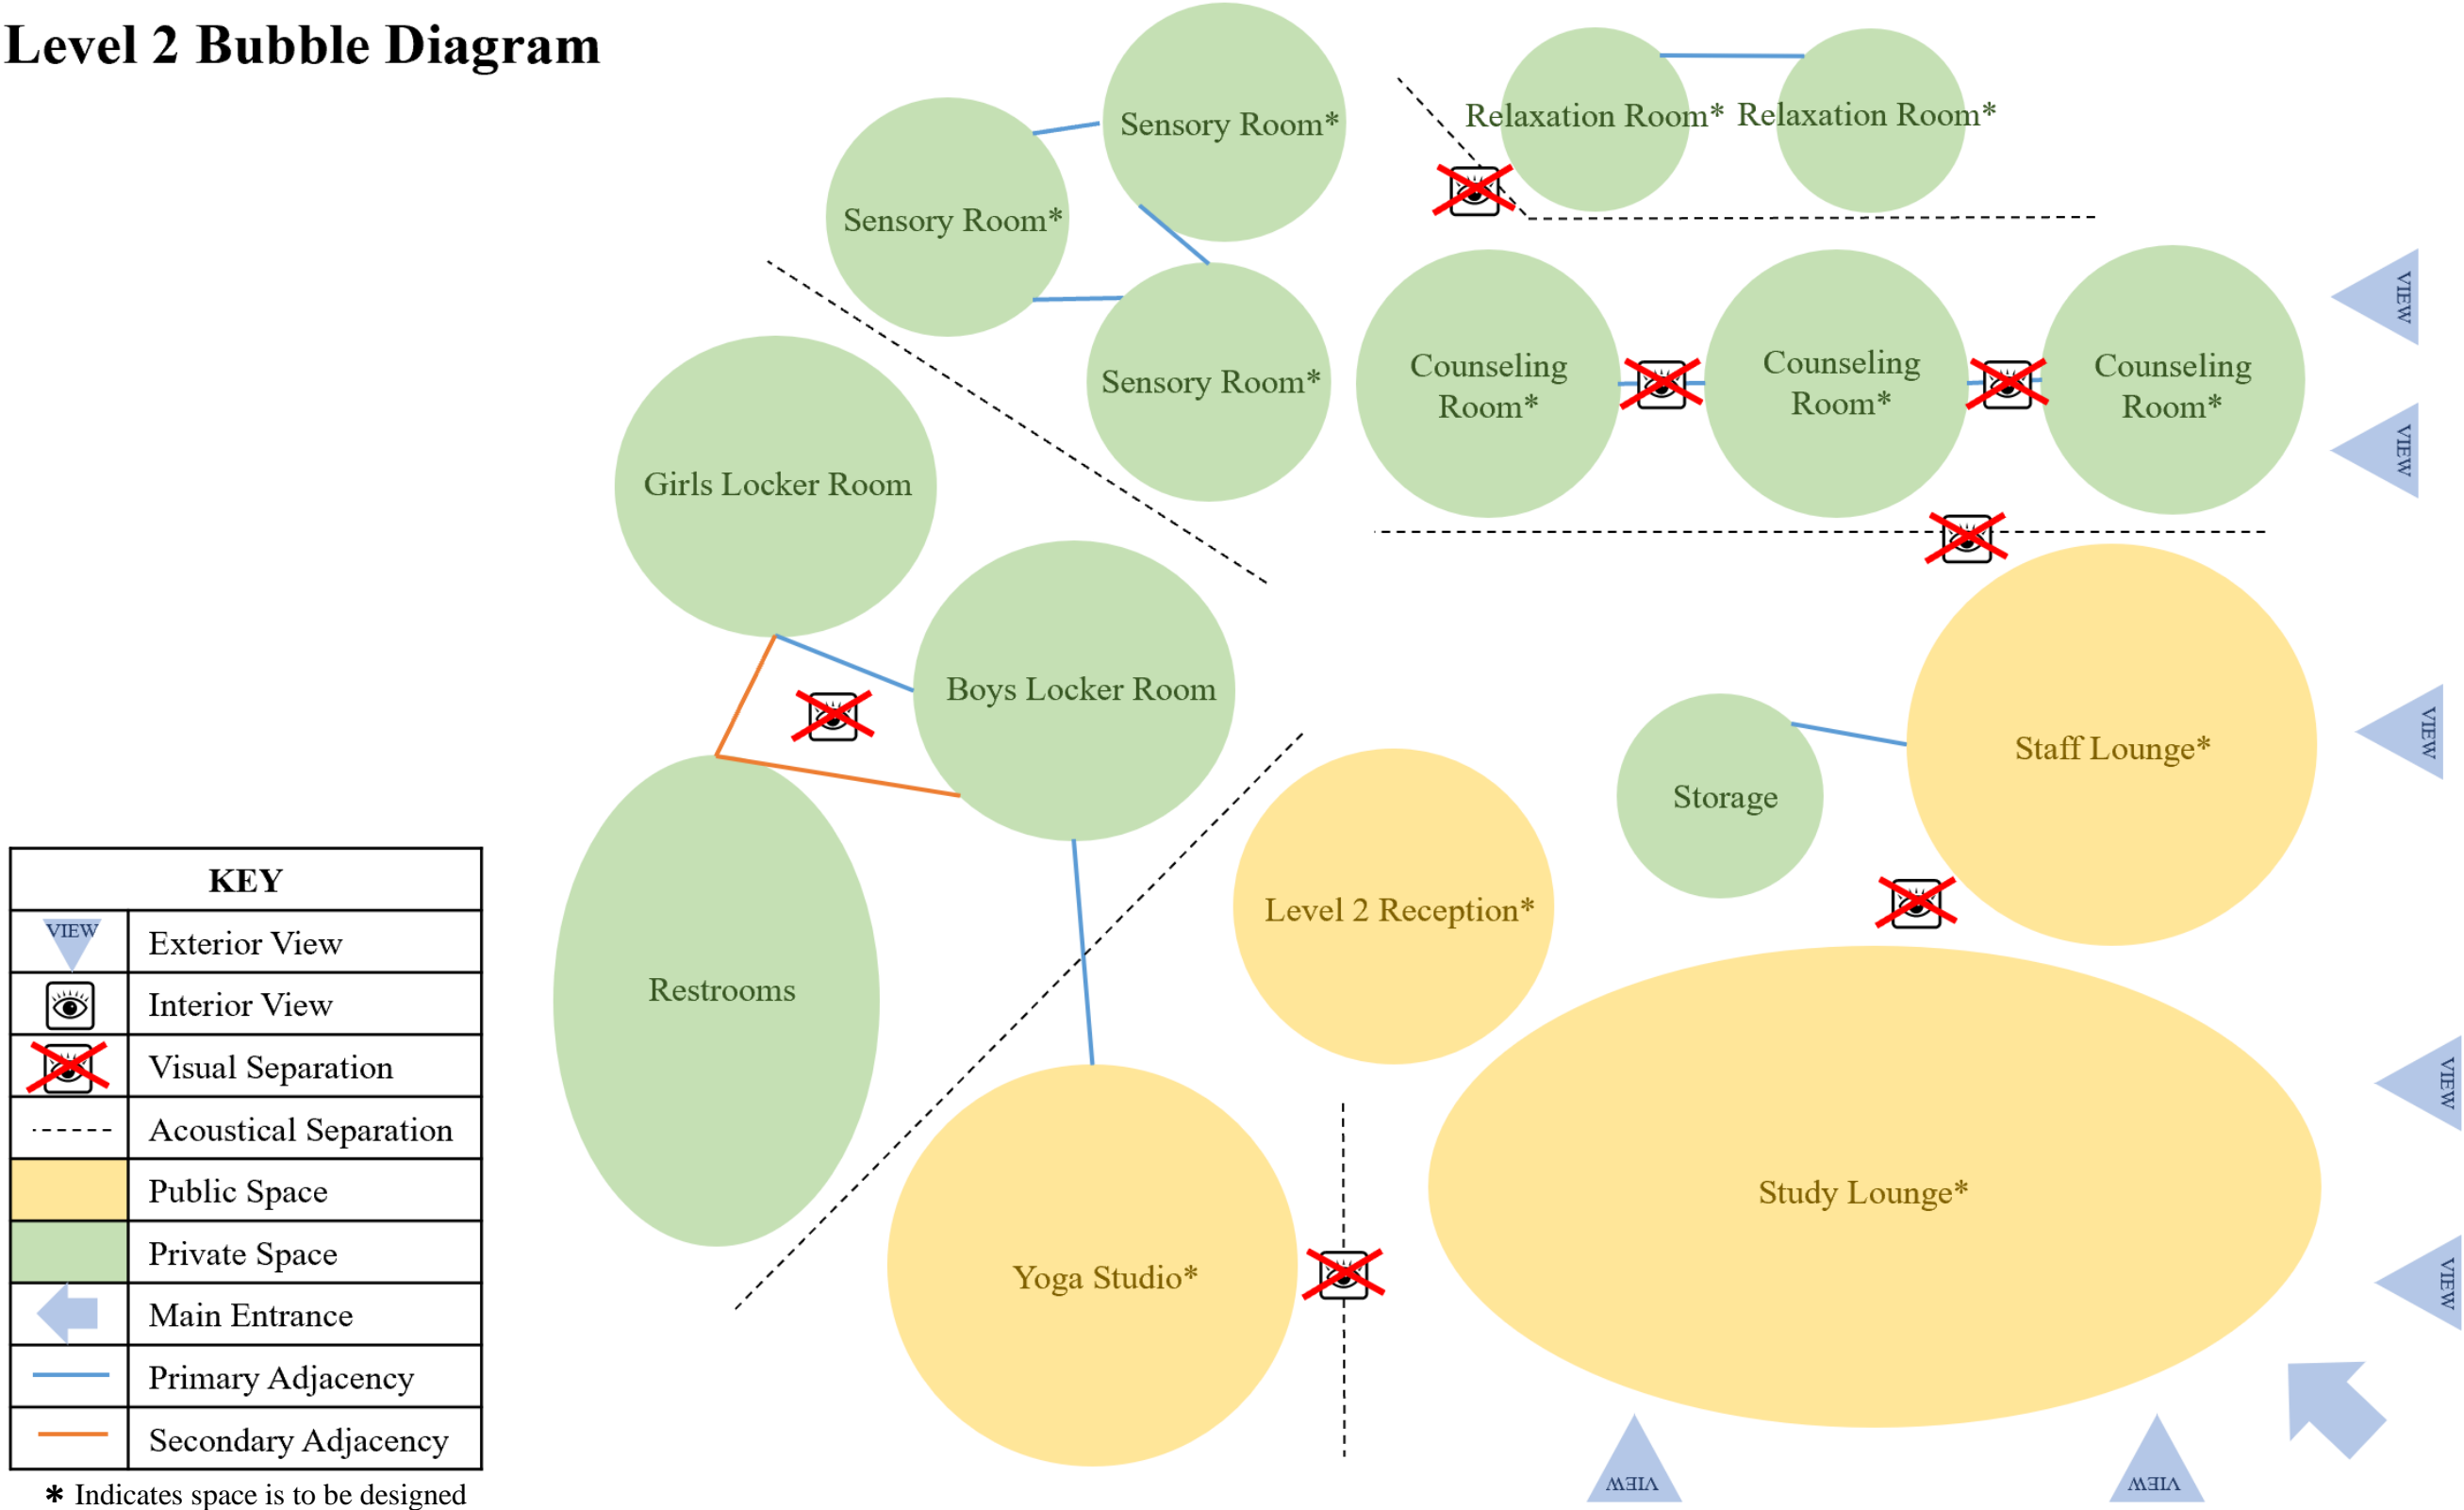 Level 2 Bubble Diagram
Sensory Room*
Sensory Room*
Sensory Room*
Relaxation Room*
Relaxation Room*
Counseling
Room*
Counseling
Room*
Counseling
Room*
VIEW
VIEW
Girls Locker Room
Boys Locker Room
Staff Lounge*
VIEW
Storage
Level 2 Reception*
Restrooms
VIEW
Study Lounge*
Yoga Studio*
VIEW
VIEW
VIEW
KEY
VIEW
Exterior View
Interior View
Visual Separation
Acoustical Separation
Public Space
Private Space
Main Entrance
Primary Adjacency
Secondary Adjacency
* Indicates space is to be designed